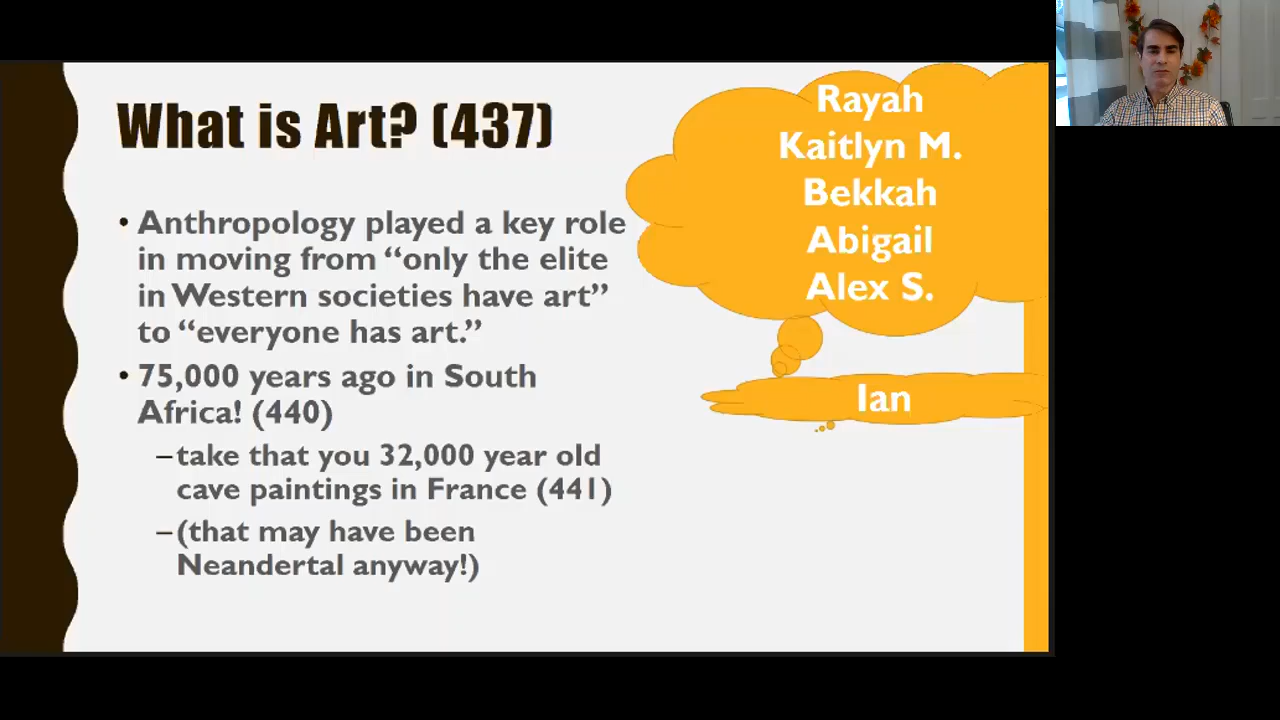 What is Art? (437)
• Anthropology played a key role
in moving from “only the elite
in Western societies have art”
to “everyone has art.”
• 75,000 years ago in South
Africa! (440)
–take that you 32,000 year old
cave paintings in France (441)
–(that may have been
Neandertal anyway!)
Rayah
Kaitlyn M.
Bekkah
Abigail
Alex S.
Ian